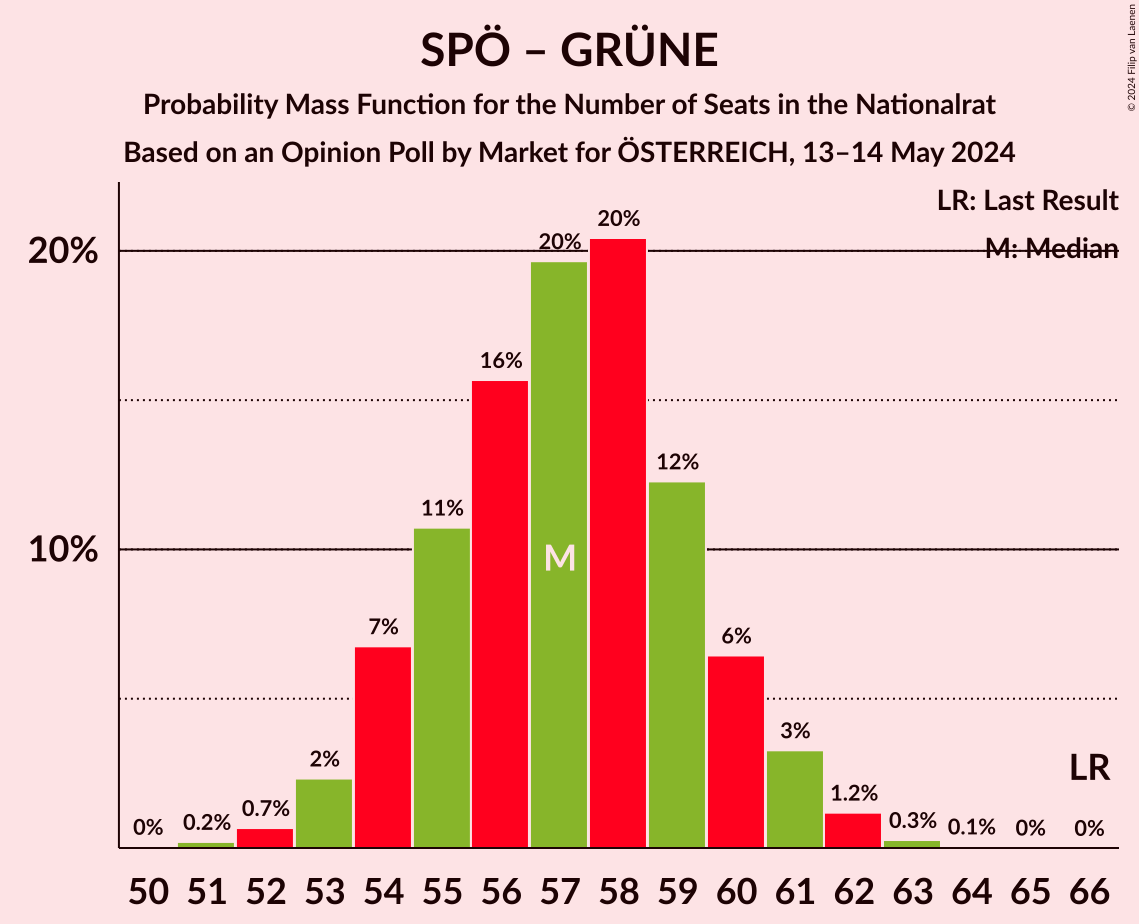 SPÖ – GRÜNE
Probability Mass Function for the Number of Seats in the Nationalrat
Based on an Opinion Poll by Market for ÖSTERREICH, 13–14 May 2024
© 2024 Filip van Laenen
LR: Last Result
M: Median
20%
10%
0%
0.2%
0.7%
2%
7%
11%
16%
20%
20%
12%
6%
3%
1.2%
0.3%
0.1%
0%
0%
M
LR
50 51 52 53 54 55 56 57 58 59 60 61 62 63 64 65 66